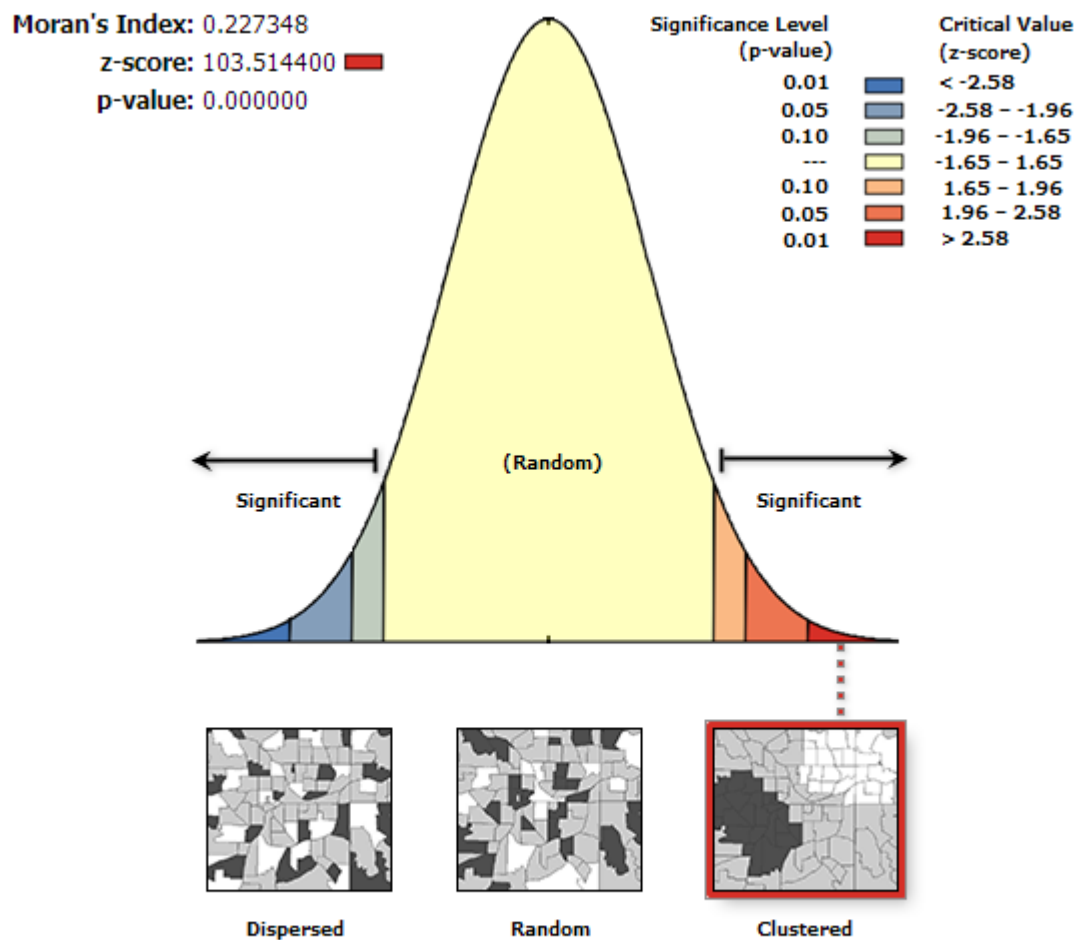 Moran's Index: 0.227348
z-score: 103.514400
p-value: 0.000000
Significance Level
(p-value)
Critical Value
(z-score)
0.01 < -2.58
0.05 -2.58 – -1.96
0.10 -1.96 – -1.65
--- -1.65 – 1.65
0.10 1.65 – 1.96
0.05 1.96 – 2.58
0.01 > 2.58
(Random)
Significant
Significant
Dispersed
Random
Clustered